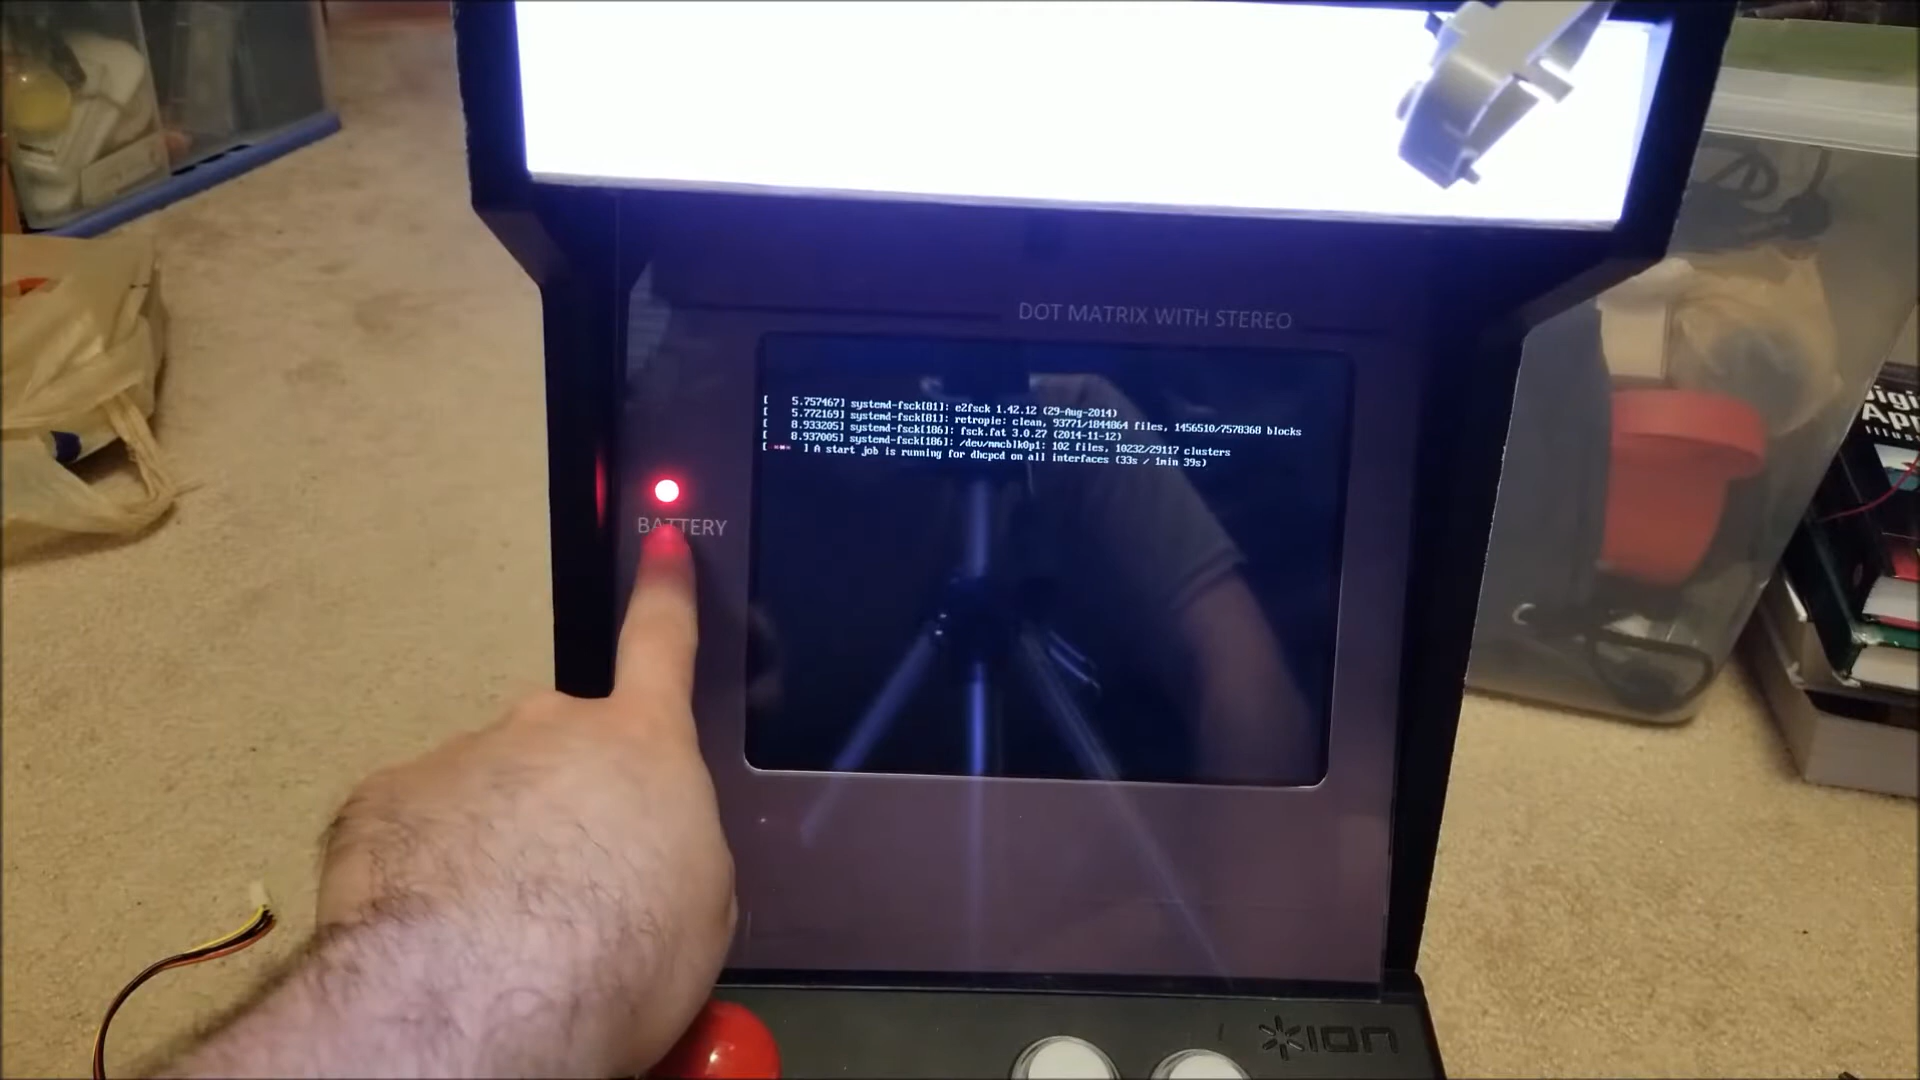 DOT MATRIX WITH STEREO
[    5.757467] systemd-fsck[81]: e2fsck 1.42.12 (29-Aug-2014)
[    5.772169] systemd-fsck[81]: retropie: clean, 93771/1844864 files, 1456510/7578368 blocks
[    8.933205] systemd-fsck[186]: fsck.fat 3.0.27 (2014-11-12)
[    8.937005] systemd-fsck[186]: /dev/mmcblk0p1: 102 files, 10232/29117 clusters
[ *** ] A start job is running for dhcpcd on all interfaces (33s / 1min 39s)
BATTERY
ION